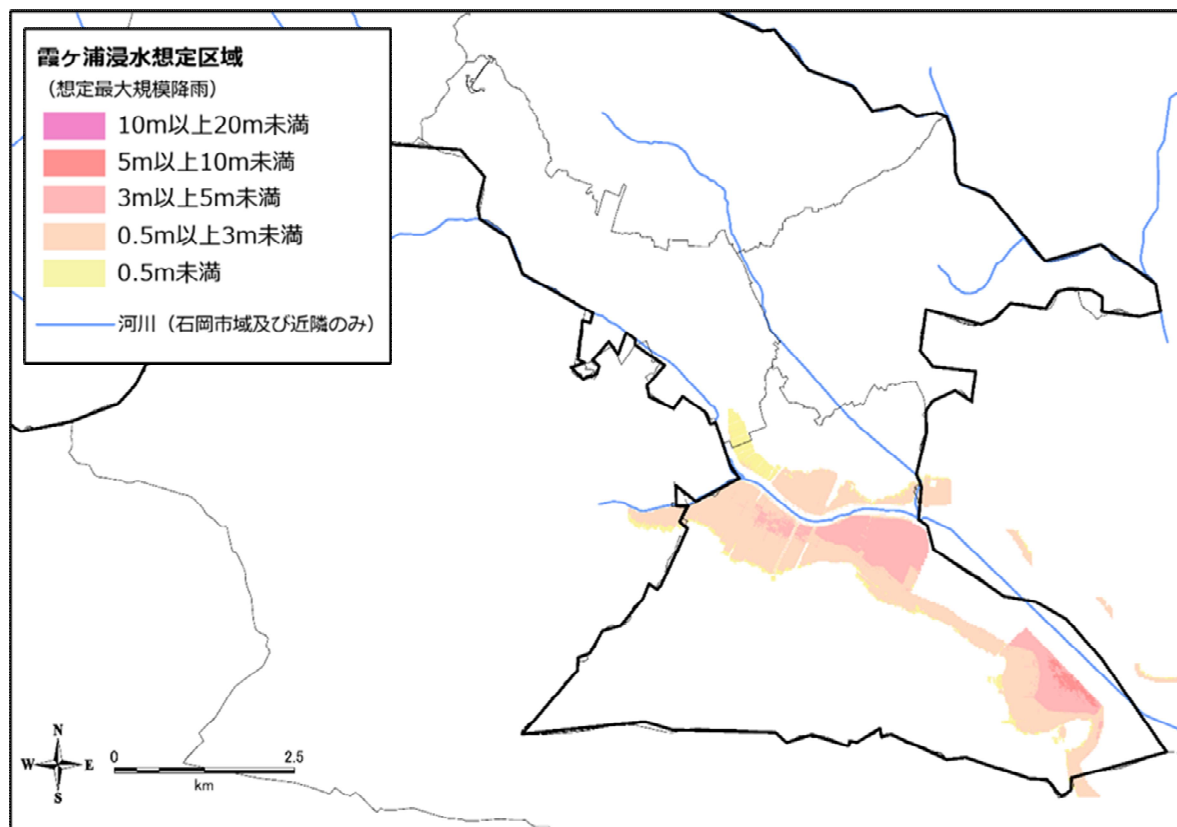 霞ヶ浦浸水想定区域
（想定最大規模降雨）
10m以上20m未満
5m以上10m未満
3m以上5m未満
0.5m以上3m未満
0.5m未満
河川（石岡市域及び近隣のみ）
N
W E
S
0 2.5
km